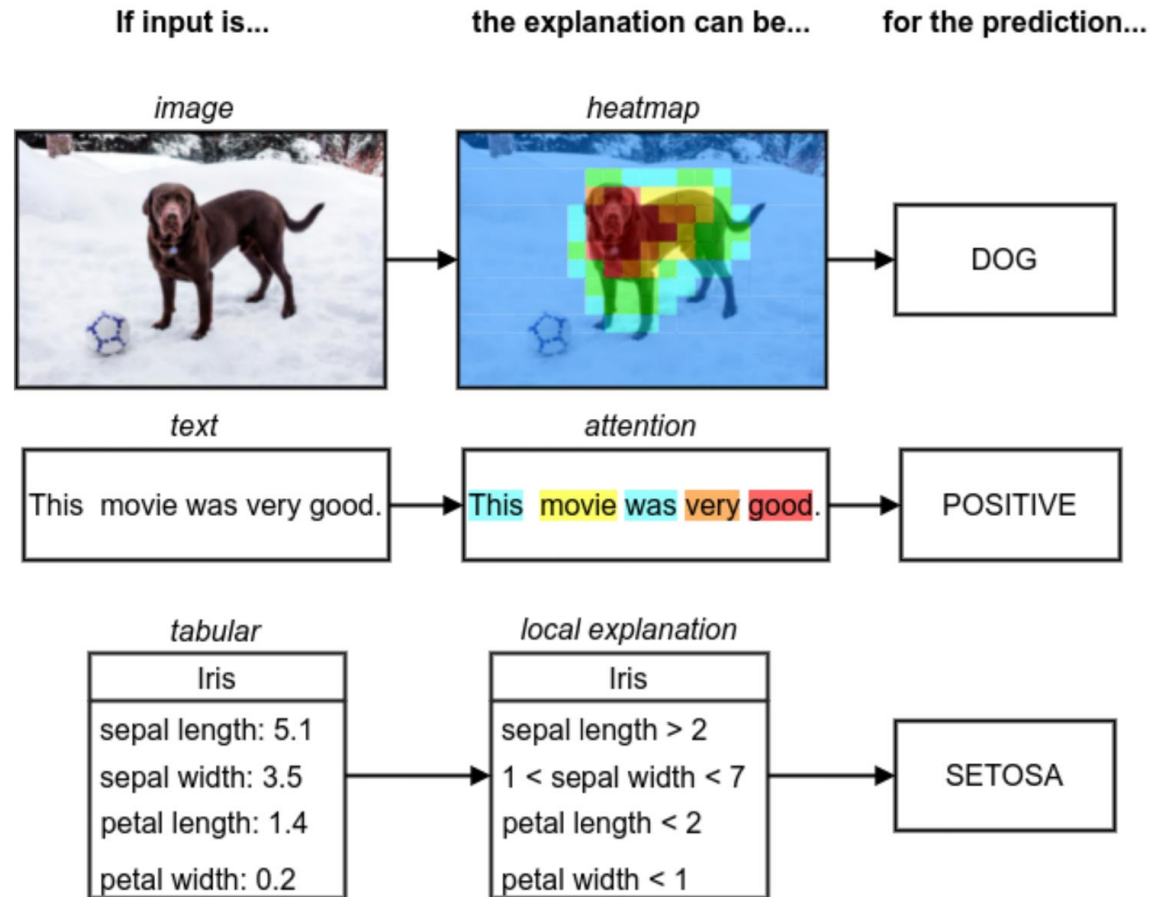 If input is...
the explanation can be...
for the prediction...
image
heatmap
DOG
text
attention
This movie was very good.
This movie was very good.
POSITIVE
tabular
local explanation
Iris
sepal length: 5.1
sepal width: 3.5
petal length: 1.4
petal width: 0.2
Iris
sepal length > 2
1 < sepal width < 7
petal length < 2
petal width < 1
SETOSA